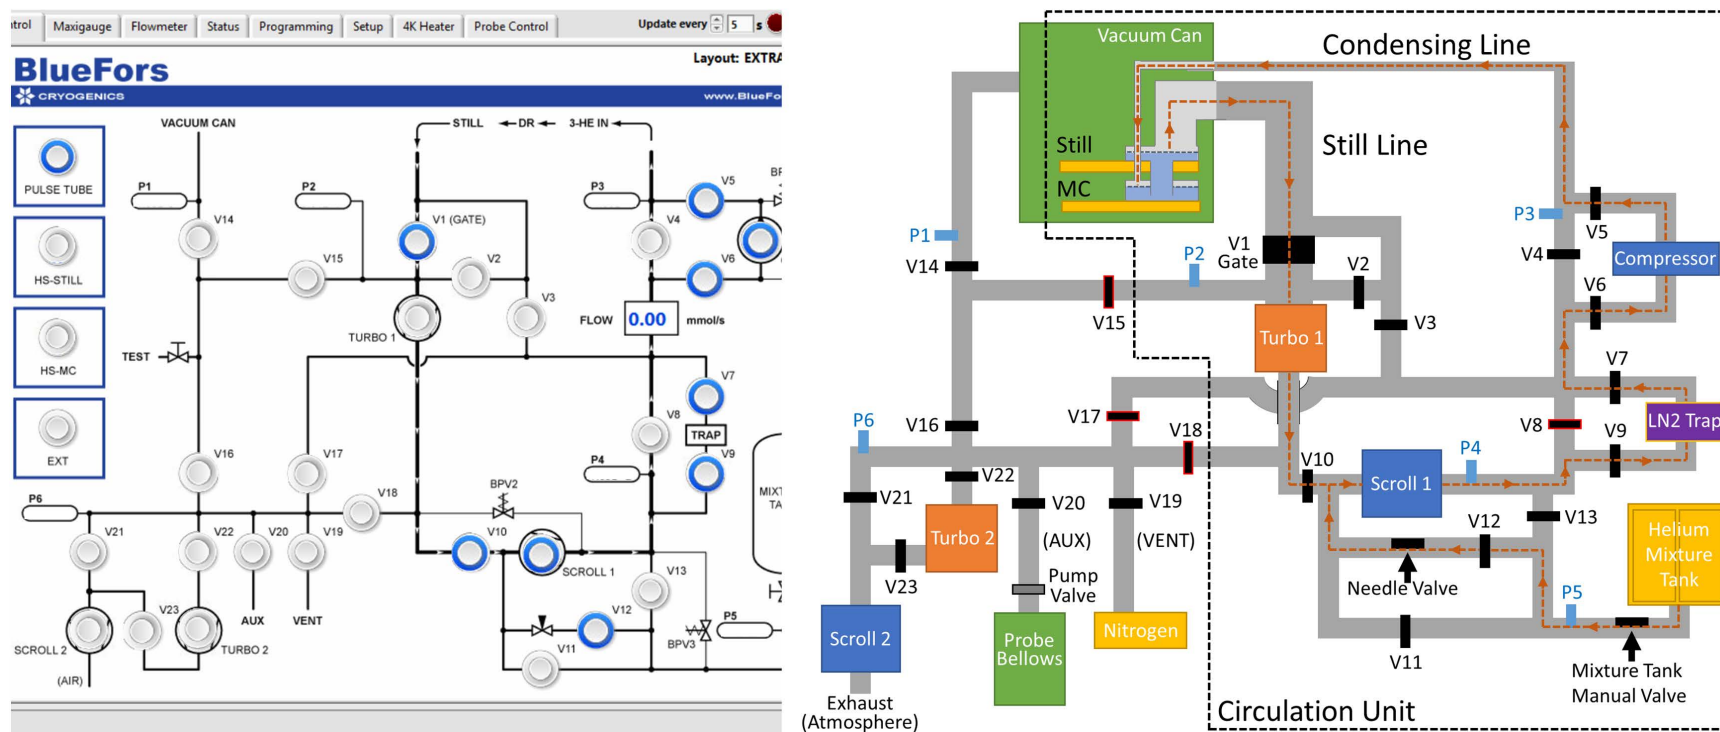 trol Maxigauge Flowmeter Status Programming Setup 4K Heater Probe Control Update every 5 s
Layout: EXTRA
BlueFors
CRYOGENICS www.BlueFo
VACUUM CAN
STILL DR 3-HE IN
PULSE TUBE
HS-STILL
HS-MC
EXT
P1
P2
P3
V5
BP
V14
V1 (GATE)
V4
V15
V2
V6
V3
FLOW 0.00 mmol/s
TURBO 1
TEST
V7
V8
TRAP
V16
V17
P4
V9
MIXT
TA
P6
V18
BPV2
V21
V22
V20
V19
V10
SCROLL 1
V13
V23
AUX
VENT
V12
V11
BPV3
P5
SCROLL 2
TURBO 2
(AIR)
Vacuum Can
Condensing Line
Still
MC
Still Line
P1
V14
P2
V1
Gate
V2
V3
V15
P3
V4
V5
Compressor
V6
Turbo 1
V7
P6
V16
V17
V18
V8
LN2 Trap
V9
V10
Scroll 1
P4
V21
V22
V20
(AUX)
V19
(VENT)
V12
V13
Turbo 2
V23
Helium
Mixture
Tank
Pump
Valve
Needle Valve
P5
Scroll 2
Probe
Bellows
Nitrogen
V11
Mixture Tank
Manual Valve
Exhaust
(Atmosphere)
Circulation Unit